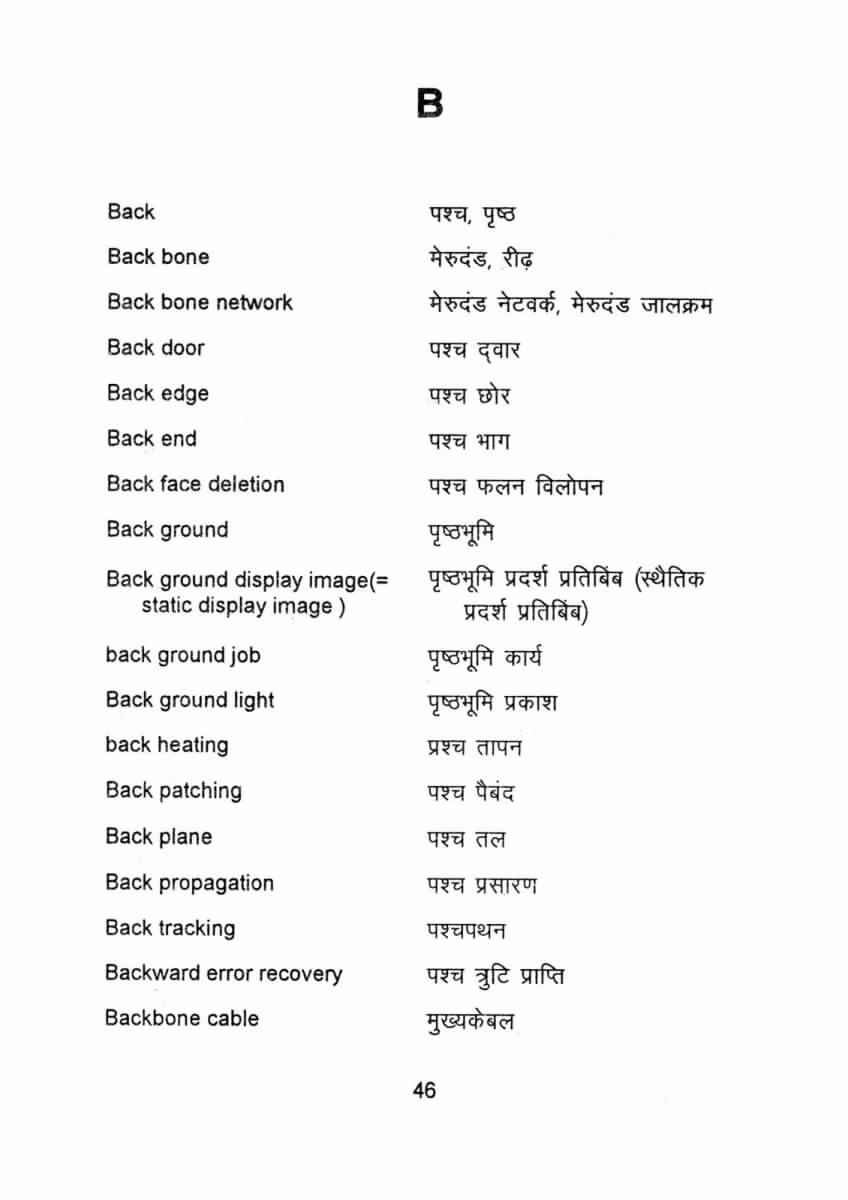 B
Back पश्च, पृष्ठ
Back bone मेरुदंड, रीढ़
Back bone network मेरुदंड नेटवर्क, मेरुदंड जालक्रम
Back door पश्च द्‌वार
Back edge पश्च छोर
Back end पश्च भाग
Back face deletion पश्च फलन विलोपन
Back ground पृष्ठभूमि
Back ground display image(= पृष्ठभूमि प्रदर्श प्रतिबिंब (स्थैतिक
static display image ) प्रदर्श प्रतिबिंब)
back ground job पृष्ठभूमि कार्य
Back ground light पृष्ठभूमि प्रकाश
back heating प्रश्च तापन
Back patching पश्च पैबंद
Back plane पश्च तल
Back propagation पश्च प्रसारण
Back tracking पश्चपथन
Backward error recovery पश्च त्रुटि प्राप्ति
Backbone cable मुख्यकेबल
46